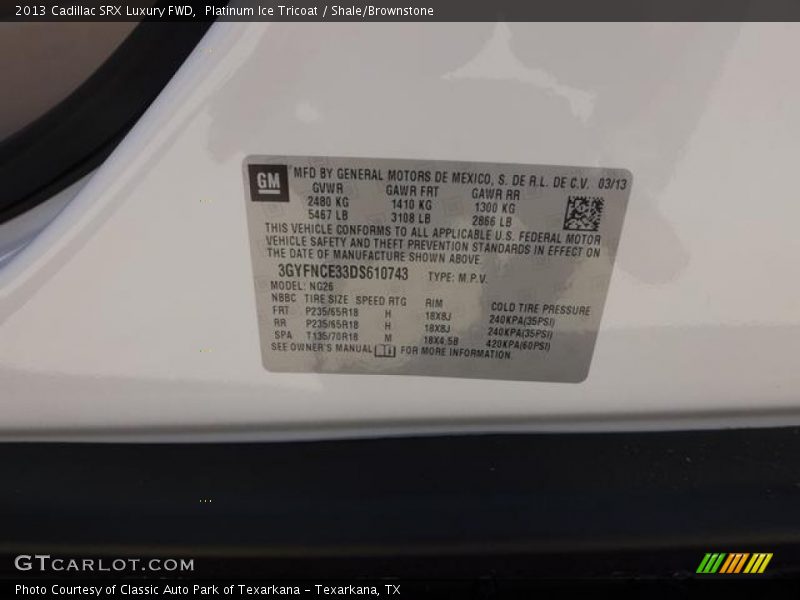 2013 Cadillac SRX Luxury FWD,  Platinum Ice Tricoat / Shale/Brownstone
GM
MFD BY GENERAL MOTORS DE MEXICO, S. DE R.L. DE C.V. 03/13
GVWR GAWR FRT GAWR RR
2480 KG 1410 KG 1300 KG
5467 LB 3108 LB 2866 LB
THIS VEHICLE CONFORMS TO ALL APPLICABLE U.S. FEDERAL MOTOR
VEHICLE SAFETY AND THEFT PREVENTION STANDARDS IN EFFECT ON
THE DATE OF MANUFACTURE SHOWN ABOVE.
3GYFNCE33DS610743 TYPE: M.P.V.
MODEL: NG26
NBBC TIRE SIZE SPEED RTG RIM COLD TIRE PRESSURE
FRT P235/65R18 H 18X8J 240KPA(35PSI)
RR P235/65R18 H 18X8J 240KPA(35PSI)
SPA T135/70R18 M 18X4.5B 420KPA(60PSI)
SEE OWNER'S MANUAL FOR MORE INFORMATION.
GTCARLOT.COM
Photo Courtesy of Classic Auto Park of Texarkana - Texarkana, TX